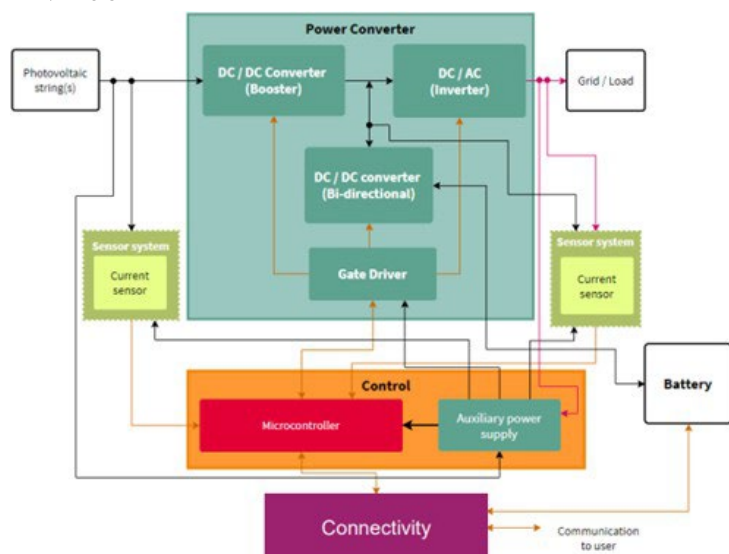 Power Converter
Photovoltaic
string(s)
DC / DC Converter
(Booster)
DC / AC
(Inverter)
Grid / Load
DC / DC converter
(Bi-directional)
Sensor system
Current
sensor
Gate Driver
Sensor system
Current
sensor
Control
Microcontroller
Auxiliary power
supply
Battery
Connectivity
Communication
to user